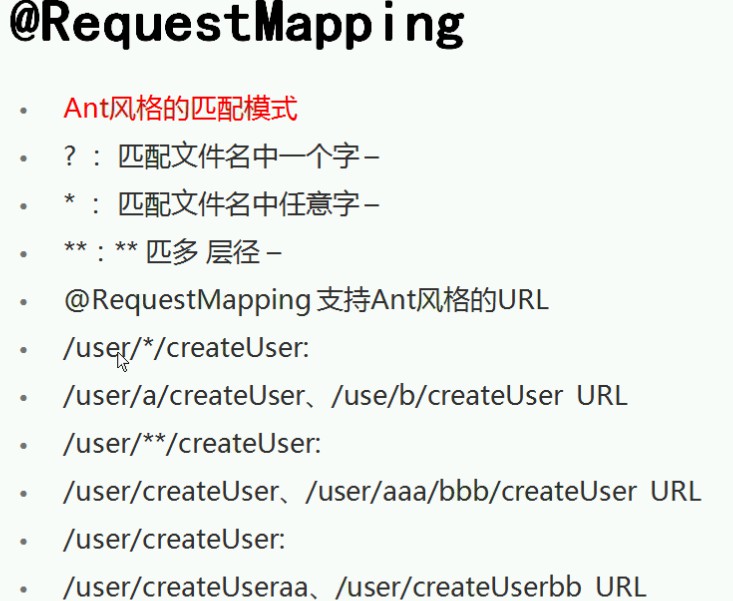 @RequestMapping
• Ant风格的匹配模式
• ? : 匹配文件名中一个字 –
• * : 匹配文件名中任意字 –
• ** : ** 匹多 层径 –
• @RequestMapping 支持Ant风格的URL
• /user/*/createUser:
• /user/a/createUser、/use/b/createUser URL
• /user/**/createUser:
• /user/createUser、/user/aaa/bbb/createUser URL
• /user/createUser:
• /user/createUseraa、/user/createUserbb URL